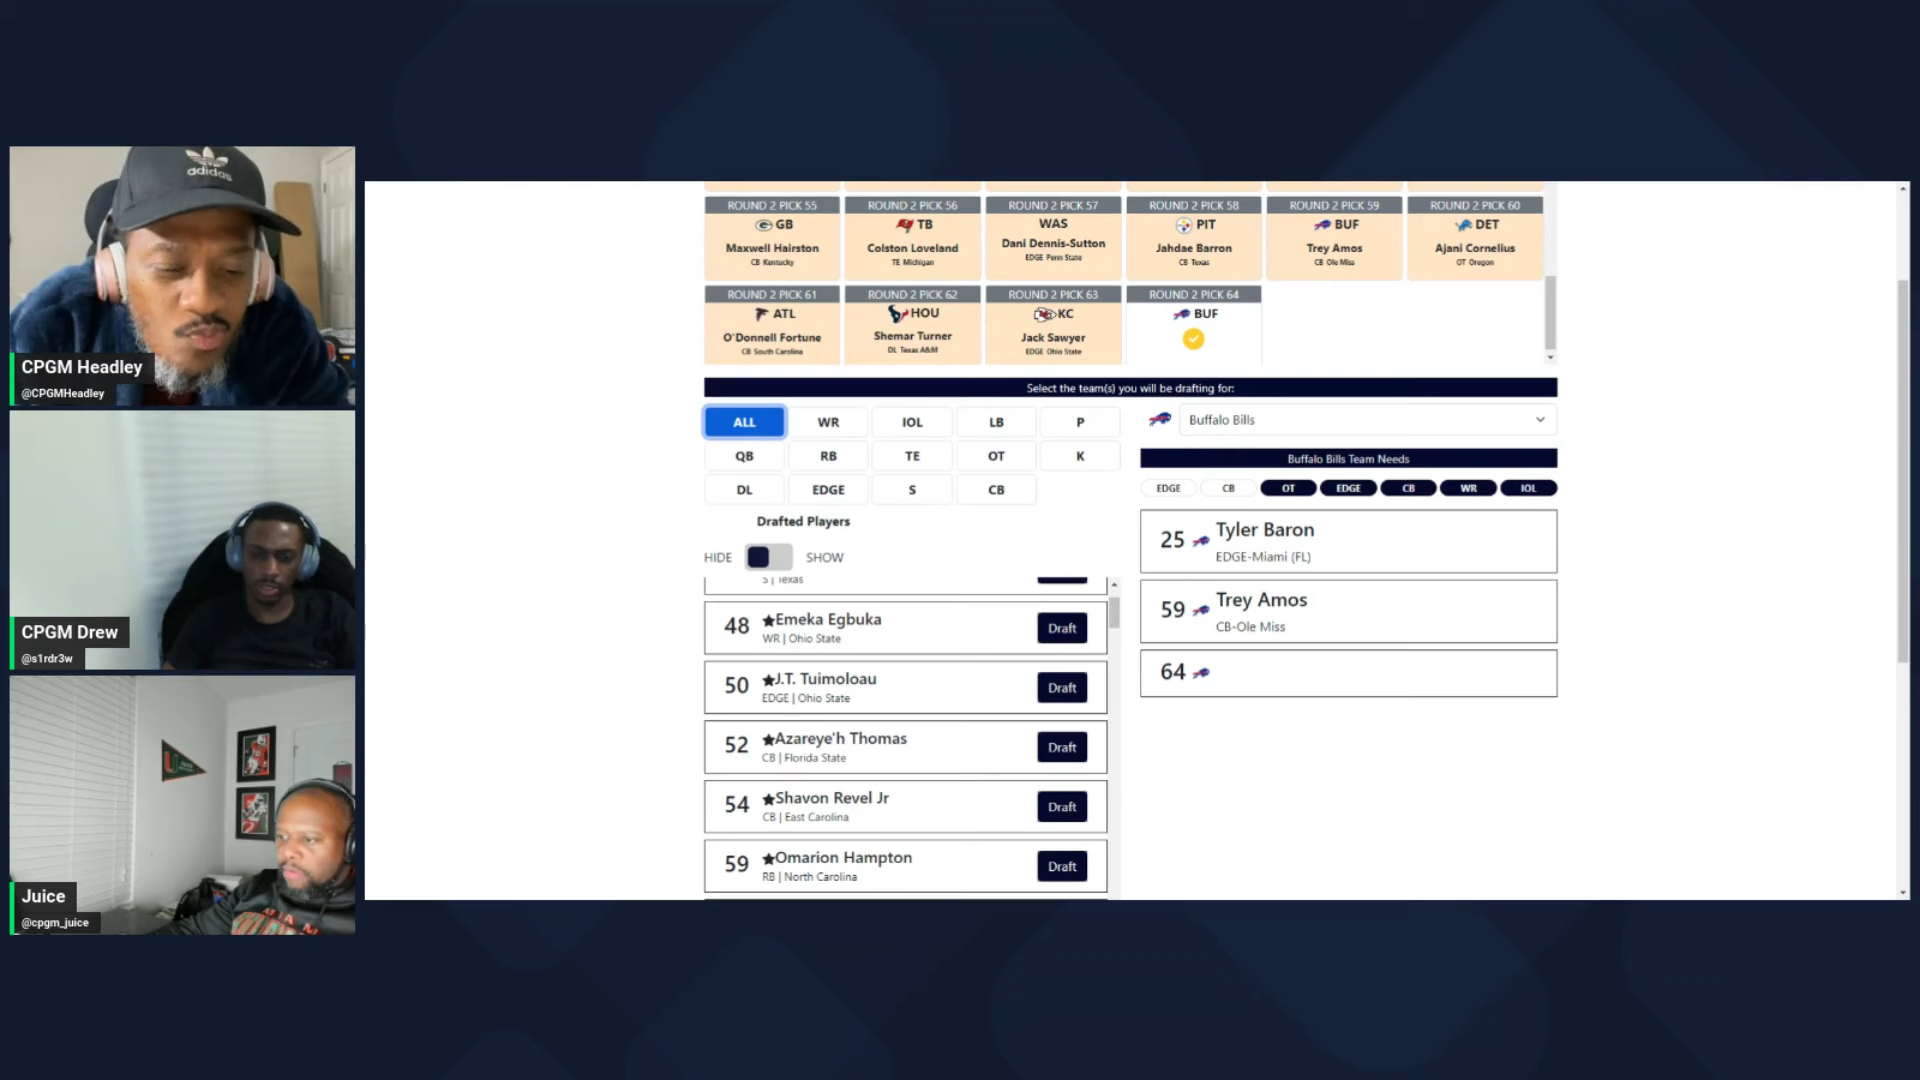 adidas
CPGM Headley
@CPGMHeadley
CPGM Drew
@s1rdr3w
U
Juice
@cpgm_juice
ROUND 2 PICK 55
GB
Maxwell Hairston
CB Kentucky
ROUND 2 PICK 56
TB
Colston Loveland
TE Michigan
ROUND 2 PICK 57
WAS
Dani Dennis-Sutton
EDGE Penn State
ROUND 2 PICK 58
PIT
Jahdae Barron
CB Texas
ROUND 2 PICK 59
BUF
Trey Amos
CB Ole Miss
ROUND 2 PICK 60
DET
Ajani Cornelius
OT Oregon
ROUND 2 PICK 61
ATL
O'Donnell Fortune
CB South Carolina
ROUND 2 PICK 62
HOU
Shemar Turner
DL Texas A&M
ROUND 2 PICK 63
KC
Jack Sawyer
EDGE Ohio State
ROUND 2 PICK 64
BUF
Select the team(s) you will be drafting for:
ALL WR IOL LB P
QB RB TE OT K
DL EDGE S CB
Drafted Players
HIDE SHOW
S | Texas
48 ★Emeka Egbuka
WR | Ohio State
Draft
50 ★J.T. Tuimoloau
EDGE | Ohio State
Draft
52 ★Azareye'h Thomas
CB | Florida State
Draft
54 ★Shavon Revel Jr
CB | East Carolina
Draft
59 ★Omarion Hampton
RB | North Carolina
Draft
Buffalo Bills
Buffalo Bills Team Needs
EDGE CB OT EDGE CB WR IOL
25 Tyler Baron
EDGE-Miami (FL)
59 Trey Amos
CB-Ole Miss
64